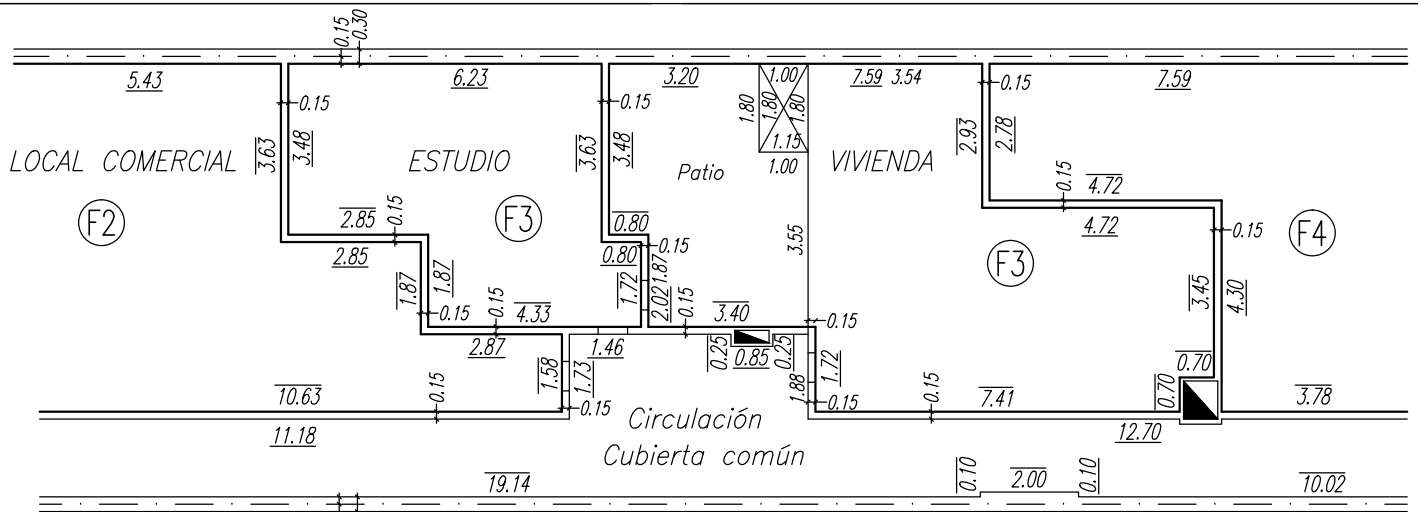 0.15 0.30
5.43 6.23 3.20 1.00 7.59 3.54 7.59
0.15 0.15 1.80 1.80 1.80 0.15
3.63 3.48 3.63 3.48 1.15 2.93 2.78
LOCAL COMERCIAL ESTUDIO Patio 1.00 VIVIENDA
F2 2.85 0.15 F3 0.80 4.72 0.15 F4
2.85 0.80 0.15 3.55 4.72 0.15
1.87 1.87 1.72 1.87 2.02 F3 3.45 4.30
0.15 0.15 4.33 0.15 3.40 0.15
2.87 1.46 0.25 0.85 0.25 1.72 0.70
1.58 1.73 1.88 0.70
10.63 0.15 0.15 0.15 0.15 7.41 3.78
11.18 Circulación 12.70
Cubierta común
19.14 0.10 2.00 0.10 10.02